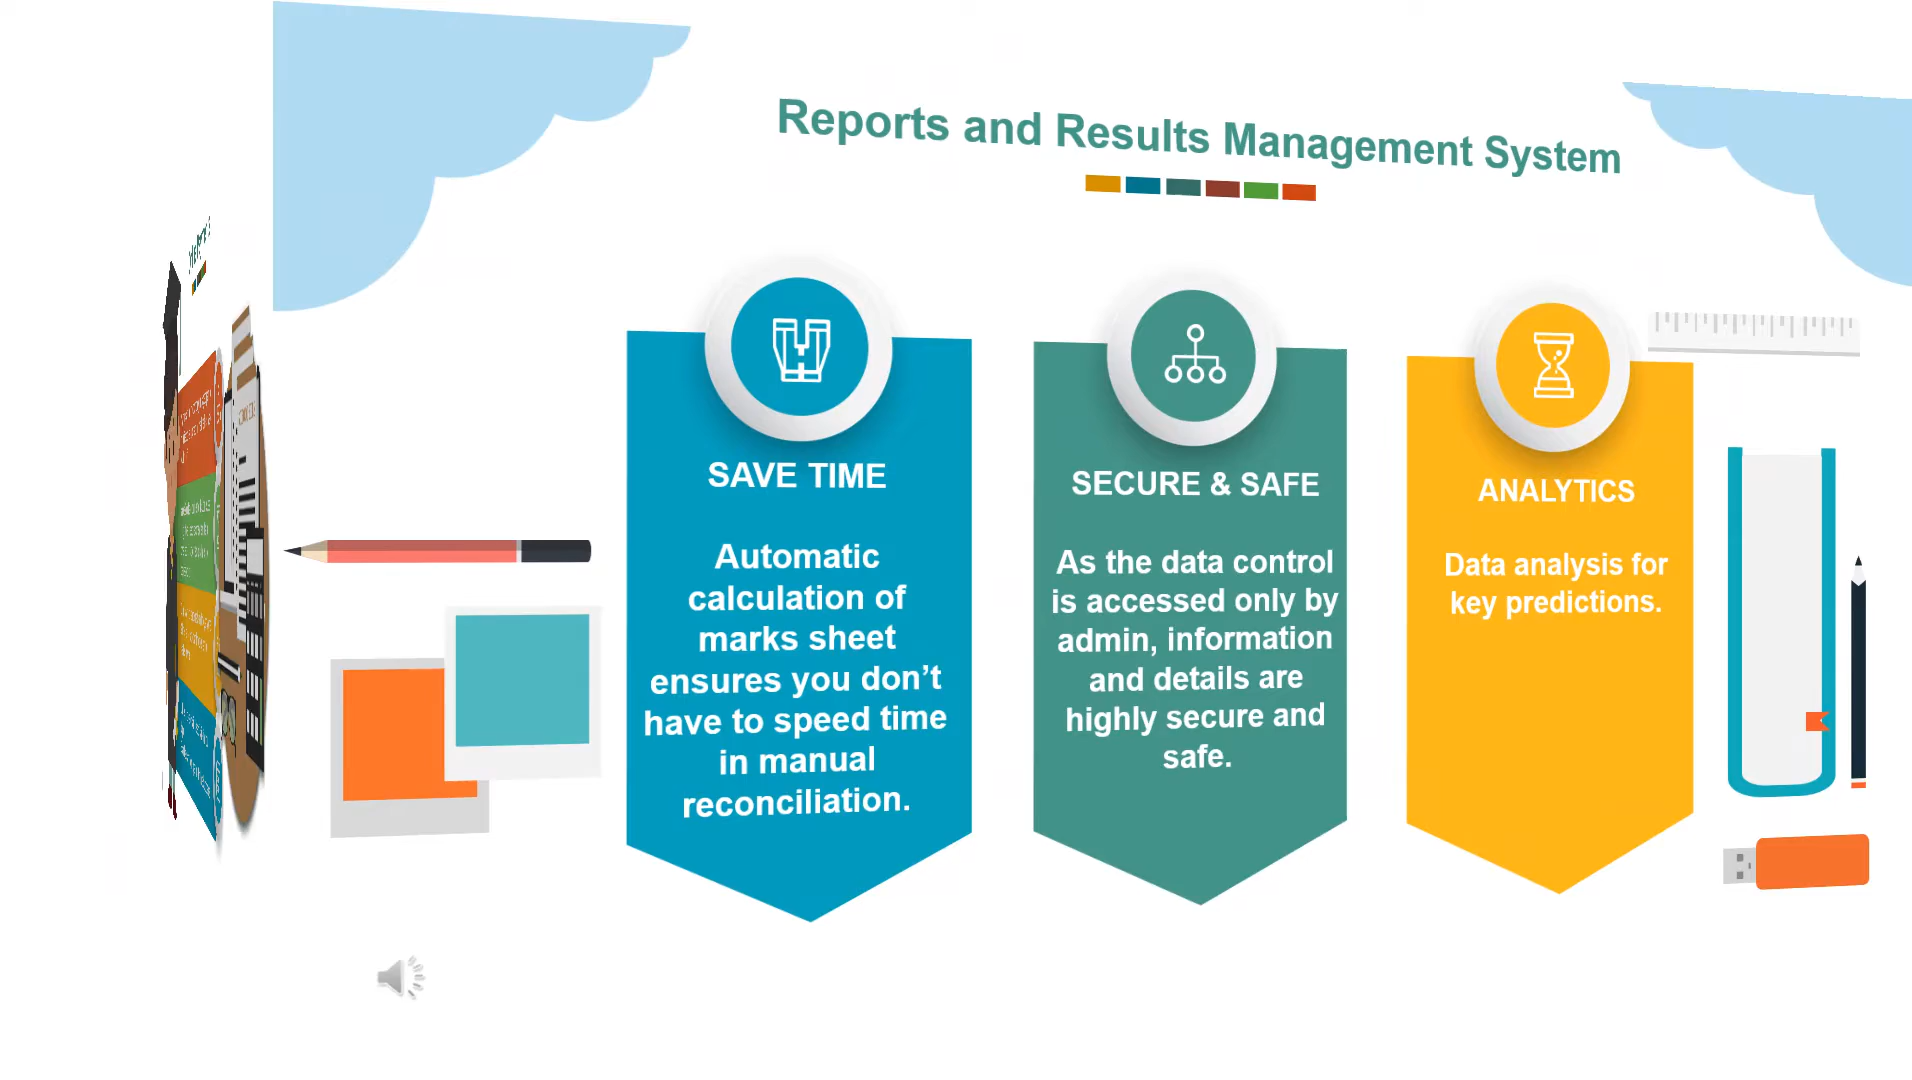 Reports and Results Management System
SAVE TIME
Automatic
calculation of
marks sheet
ensures you don’t
have to speed time
in manual
reconciliation.
SECURE & SAFE
As the data control
is accessed only by
admin, information
and details are
highly secure and
safe.
ANALYTICS
Data analysis for
key predictions.